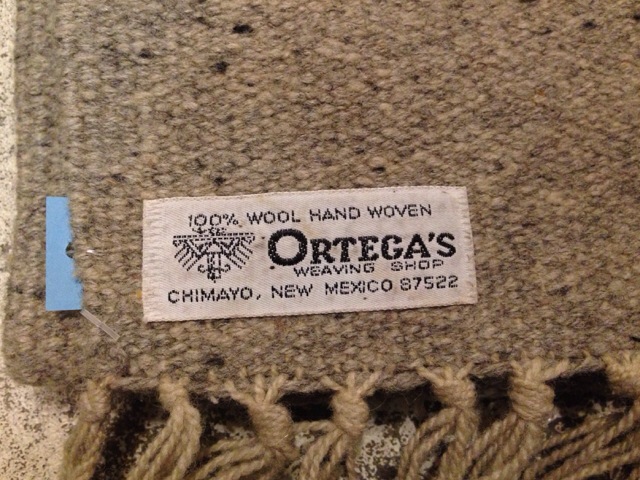 100% WOOL HAND WOVEN
ORTEGA'S
WEAVING SHOP
CHIMAYO, NEW MEXICO 87522